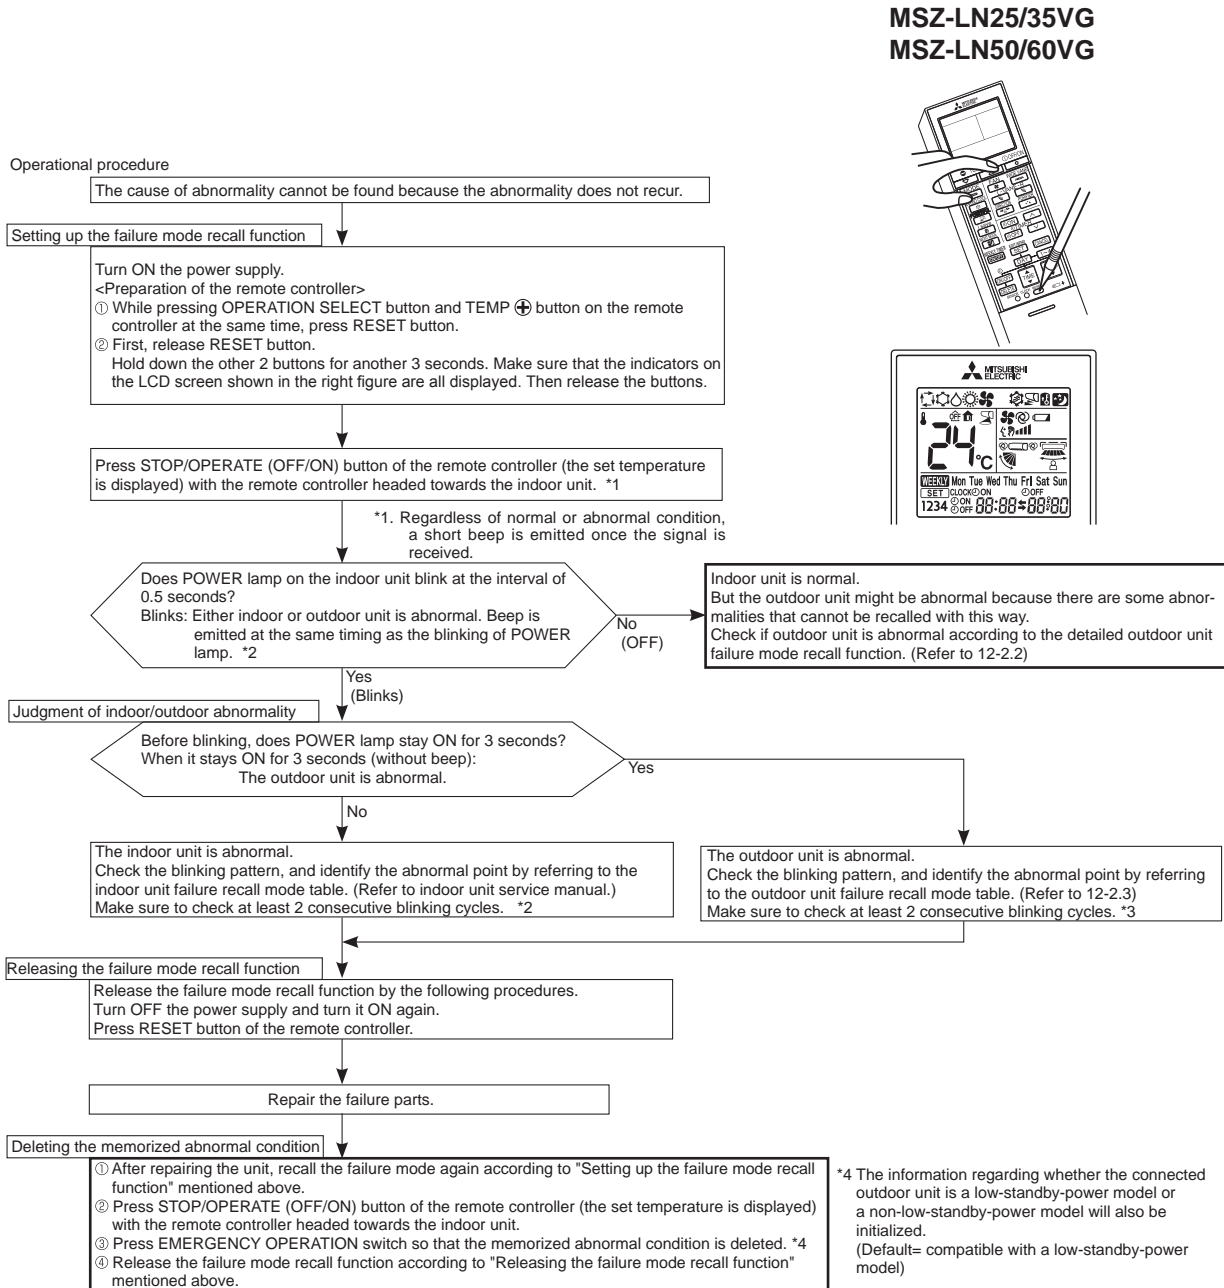 MSZ-LN25/35VG
MSZ-LN50/60VG
Operational procedure
The cause of abnormality cannot be found because the abnormality does not recur.
Setting up the failure mode recall function
Turn ON the power supply.
<Preparation of the remote controller>
① While pressing OPERATION SELECT button and TEMP ⊕ button on the remote
controller at the same time, press RESET button.
② First, release RESET button.
Hold down the other 2 buttons for another 3 seconds. Make sure that the indicators on
the LCD screen shown in the right figure are all displayed. Then release the buttons.
MITSUBISHI
ELECTRIC
24°C
WEEKLY Mon Tue Wed Thu Fri Sat Sun
SET CLOCK ON OFF
1234 ON 88:88 88:80
OFF
Press STOP/OPERATE (OFF/ON) button of the remote controller (the set temperature
is displayed) with the remote controller headed towards the indoor unit. *1
*1. Regardless of normal or abnormal condition,
a short beep is emitted once the signal is
received.
Does POWER lamp on the indoor unit blink at the interval of
0.5 seconds?
Blinks: Either indoor or outdoor unit is abnormal. Beep is
emitted at the same timing as the blinking of POWER
lamp. *2
No
(OFF)
Indoor unit is normal.
But the outdoor unit might be abnormal because there are some abnor-
malities that cannot be recalled with this way.
Check if outdoor unit is abnormal according to the detailed outdoor unit
failure mode recall function. (Refer to 12-2.2)
Yes
(Blinks)
Judgment of indoor/outdoor abnormality
Before blinking, does POWER lamp stay ON for 3 seconds?
When it stays ON for 3 seconds (without beep):
The outdoor unit is abnormal.
Yes
No
The indoor unit is abnormal.
Check the blinking pattern, and identify the abnormal point by referring to the
indoor unit failure recall mode table. (Refer to indoor unit service manual.)
Make sure to check at least 2 consecutive blinking cycles. *2
The outdoor unit is abnormal.
Check the blinking pattern, and identify the abnormal point by referring
to the outdoor unit failure recall mode table. (Refer to 12-2.3)
Make sure to check at least 2 consecutive blinking cycles. *3
Releasing the failure mode recall function
Release the failure mode recall function by the following procedures.
Turn OFF the power supply and turn it ON again.
Press RESET button of the remote controller.
Repair the failure parts.
Deleting the memorized abnormal condition
① After repairing the unit, recall the failure mode again according to "Setting up the failure mode recall
function" mentioned above.
② Press STOP/OPERATE (OFF/ON) button of the remote controller (the set temperature is displayed)
with the remote controller headed towards the indoor unit.
③ Press EMERGENCY OPERATION switch so that the memorized abnormal condition is deleted. *4
④ Release the failure mode recall function according to "Releasing the failure mode recall function"
mentioned above.
*4 The information regarding whether the connected
outdoor unit is a low-standby-power model or
a non-low-standby-power model will also be
initialized.
(Default= compatible with a low-standby-power
model)